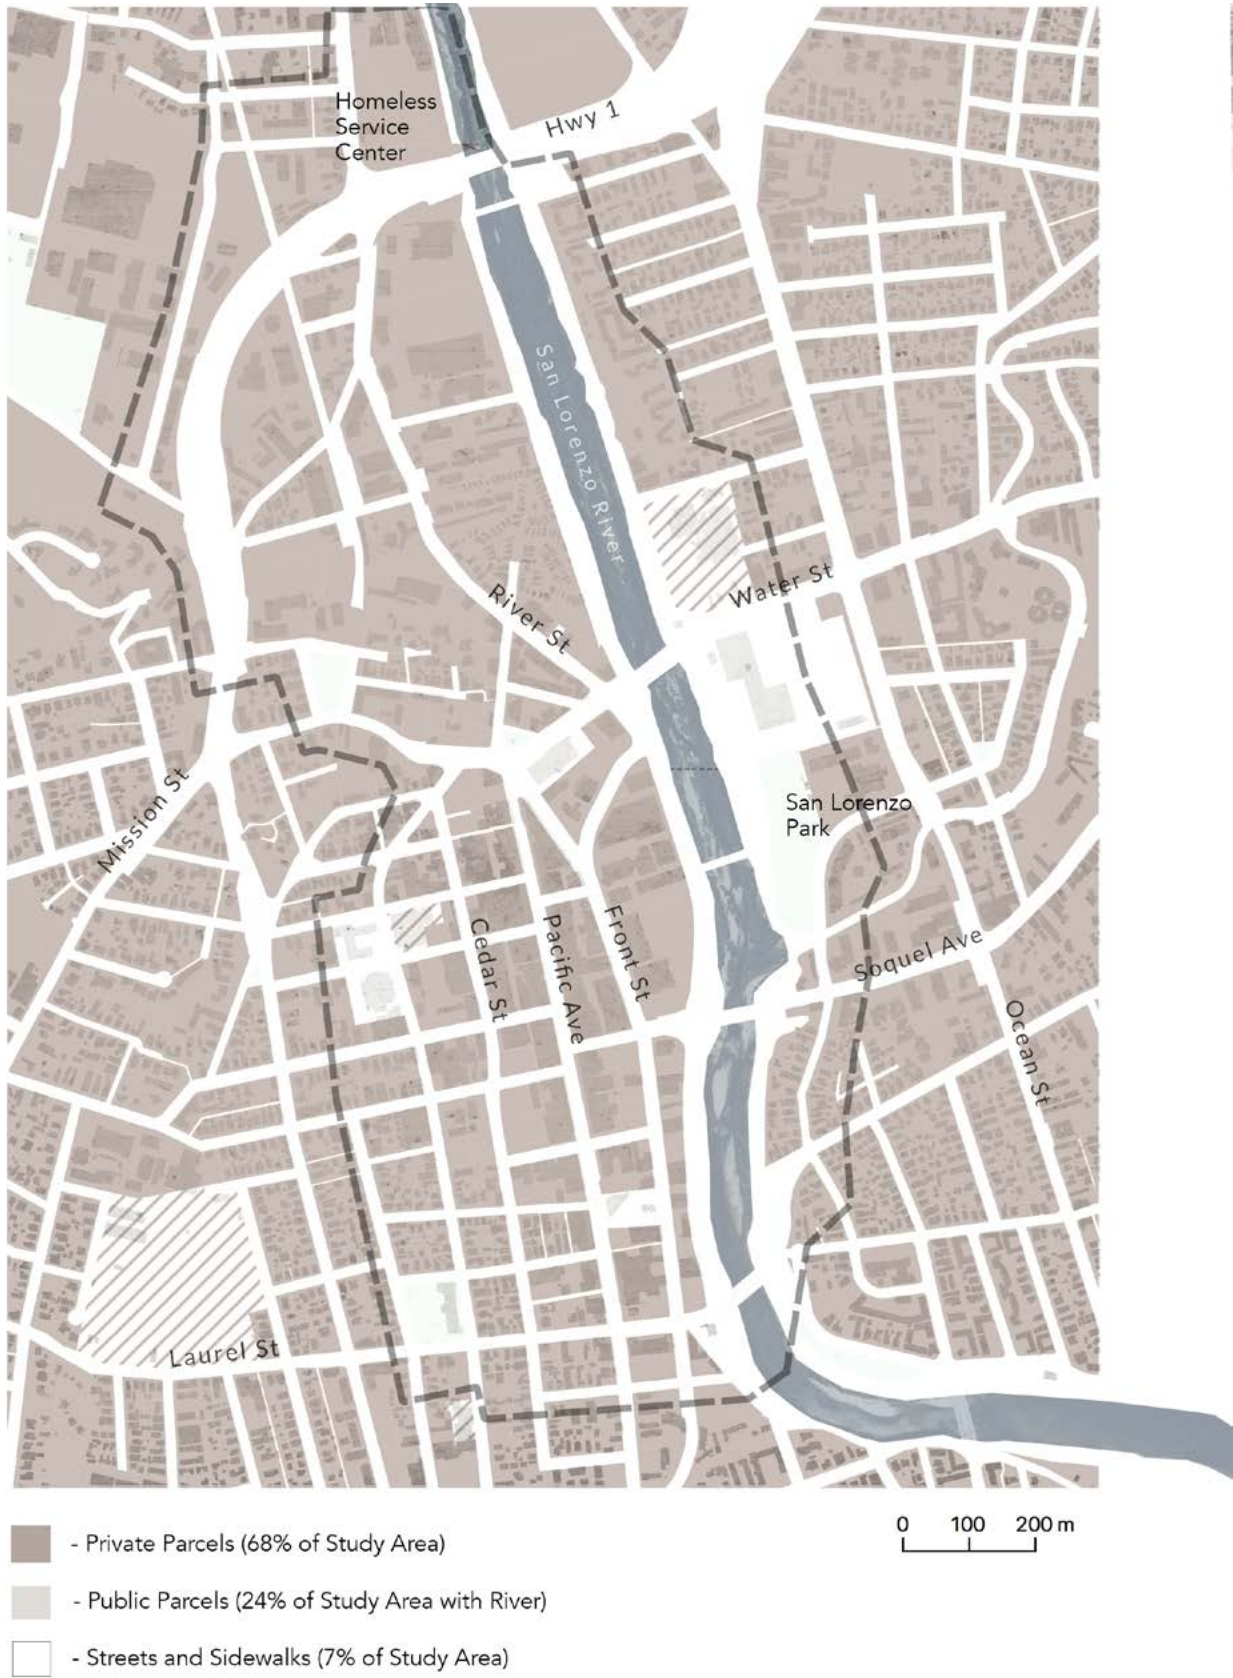 Homeless
Service
Center
Hwy 1
San Lorenzo River
River St
Water St
Mission St
San Lorenzo
Park
Cedar St
Pacific Ave
Front St
Soquel Ave
Ocean St
Laurel St
0 100 200 m
- Private Parcels (68% of Study Area)
- Public Parcels (24% of Study Area with River)
- Streets and Sidewalks (7% of Study Area)